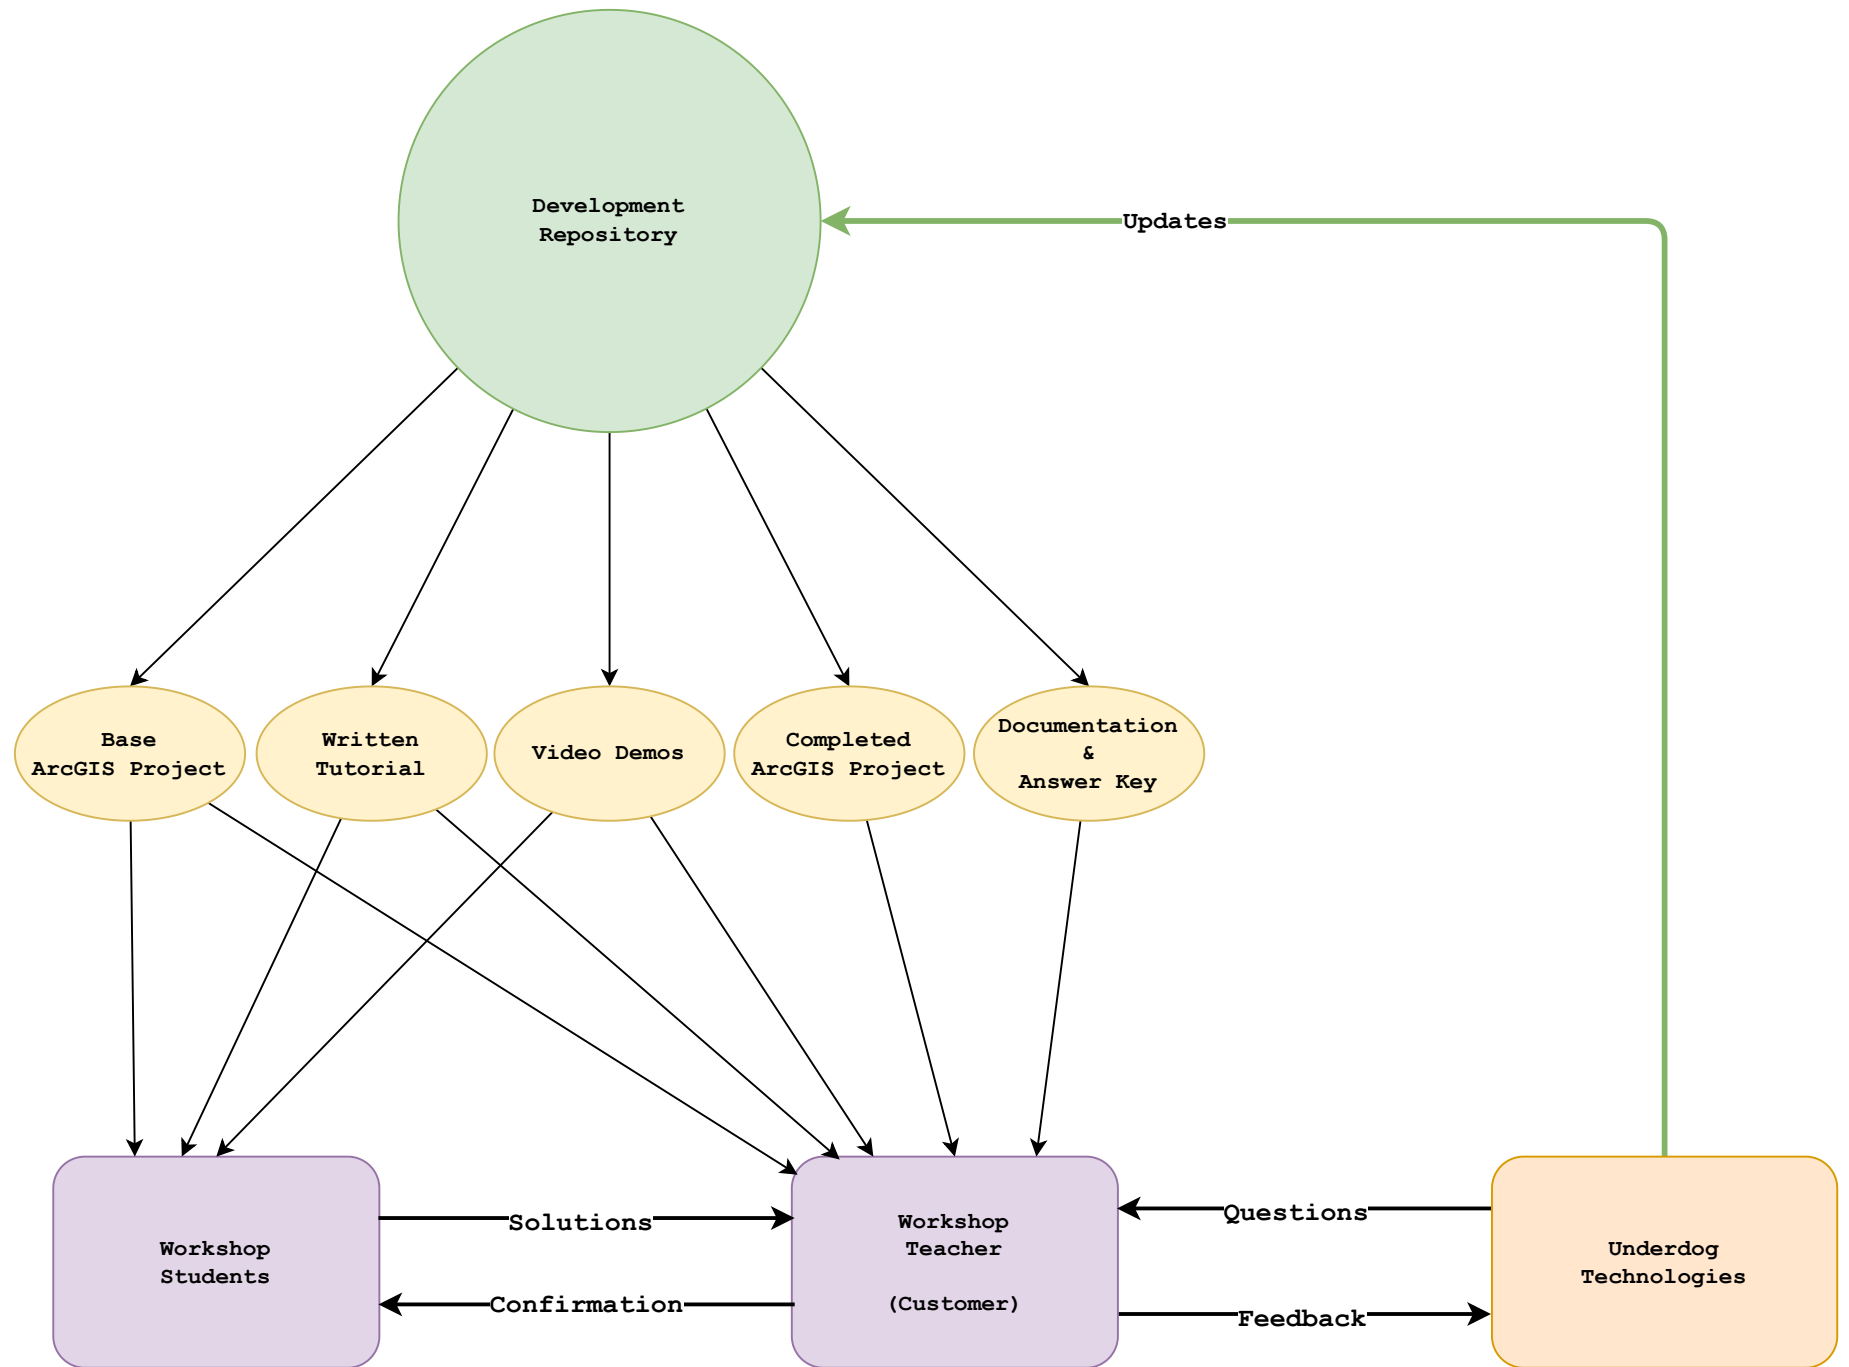 Development
Repository
Updates
Base
ArcGIS Project
Written
Tutorial
Video Demos
Completed
ArcGIS Project
Documentation
&
Answer Key
Workshop
Students
Solutions
Confirmation
Workshop
Teacher
(Customer)
Questions
Feedback
Underdog
Technologies